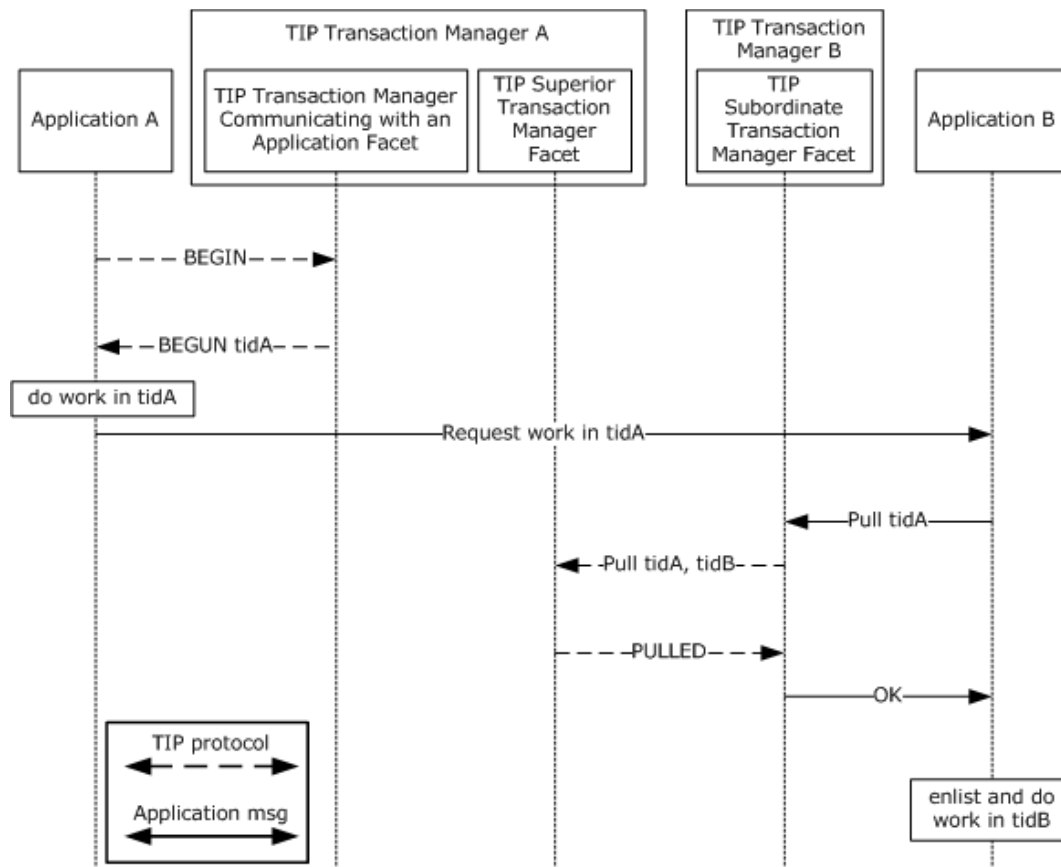 TIP Transaction Manager A
TIP Transaction
Manager B
Application A
TIP Transaction Manager
Communicating with an
Application Facet
TIP Superior
Transaction
Manager
Facet
TIP
Subordinate
Transaction
Manager Facet
Application B
BEGIN
BEGUN tidA
do work in tidA
Request work in tidA
Pull tidA
Pull tidA, tidB
PULLED
OK
TIP protocol
Application msg
enlist and do
work in tidB